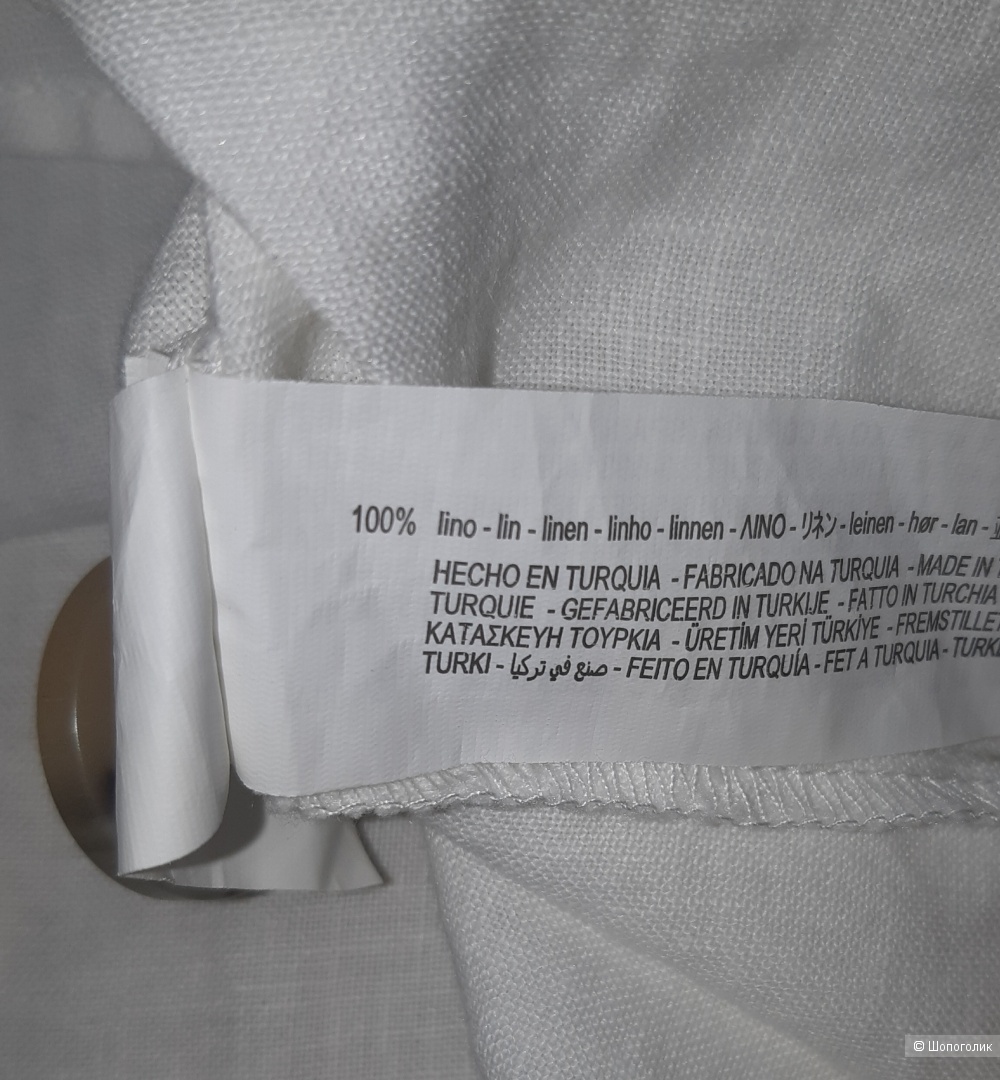 100% lino - lin - linen - linho - linnen - ΛΙΝΟ - リネン - leinen - hør - lan -
HECHO EN TURQUIA - FABRICADO NA TURQUIA - MADE IN
TURQUIE - GEFABRICEERD IN TURKIJE - FATTO IN TURCHIA
ΚΑΤΑΣΚΕΥΗ ΤΟΥΡΚΙΑ - ÜRETİM YERİ TÜRKİYE - FREMSTILLET
TURKI - صنع في تركيا - FEITO EN TURQUÍA - FET A TURQUIA - TURKI
© Шопоголик